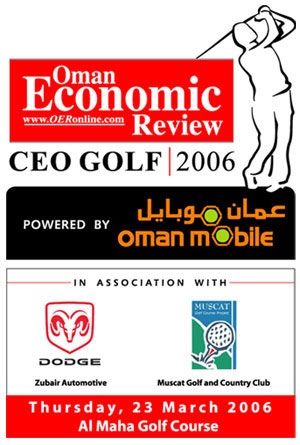 Oman
Economic
www.OERonline.com Review
CEO GOLF | 2006
POWERED BY عمان موبايل
oman mobile
IN ASSOCIATION WITH
DODGE
Zubair Automotive
MUSCAT
Golf Course Project
Muscat Golf and Country Club
Thursday, 23 March 2006
Al Maha Golf Course